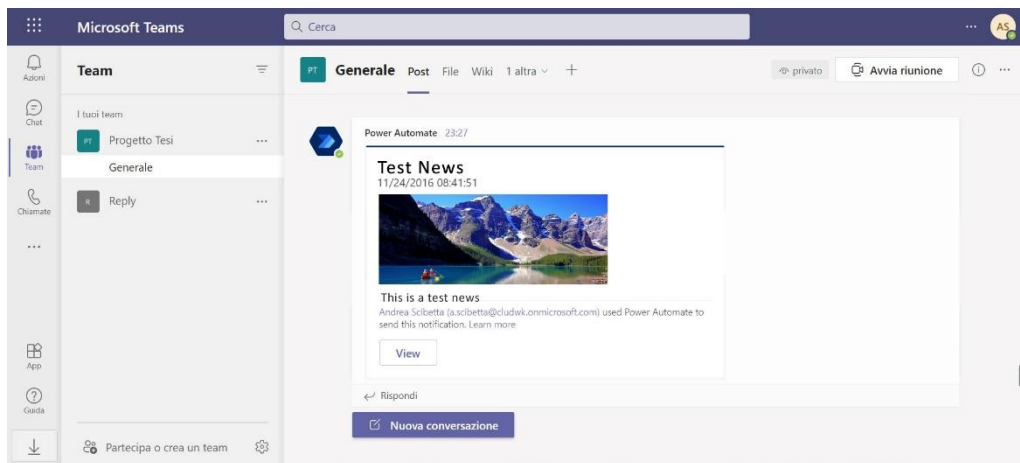 Microsoft Teams
Cerca
AS
Azioni
Chat
Team
Chiamate
App
Guida
Team
I tuoi team
PT Progetto Tesi
Generale
R Reply
Partecipa o crea un team
PT Generale Post File Wiki 1 altra
privato
Avvia riunione
Power Automate 23:27
Test News
11/24/2016 08:41:51
This is a test news
Andrea Scibetta (a.scibetta@cludwk.onmicrosoft.com) used Power Automate to
send this notification. Learn more
View
Rispondi
Nuova conversazione